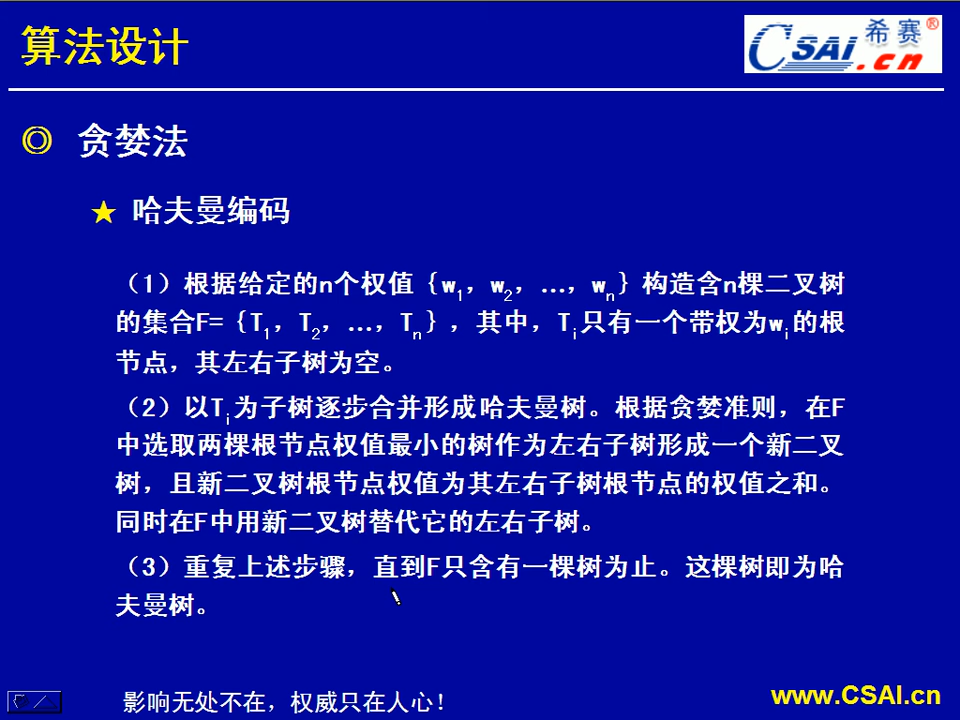 算法设计
CSAI 希赛®
.cn
◎ 贪婪法
★ 哈夫曼编码
（1）根据给定的n个权值｛w1，w2，…，wn｝构造含n棵二叉树
的集合F=｛T1，T2，…，Tn｝，其中，Ti只有一个带权为wi的根
节点，其左右子树为空。
（2）以Ti为子树逐步合并形成哈夫曼树。根据贪婪准则，在F
中选取两棵根节点权值最小的树作为左右子树形成一个新二叉
树，且新二叉树根节点权值为其左右子树根节点的权值之和。
同时在F中用新二叉树替代它的左右子树。
（3）重复上述步骤，直到F只含有一棵树为止。这棵树即为哈
夫曼树。
影响无处不在，权威只在人心！
www.CSAI.cn